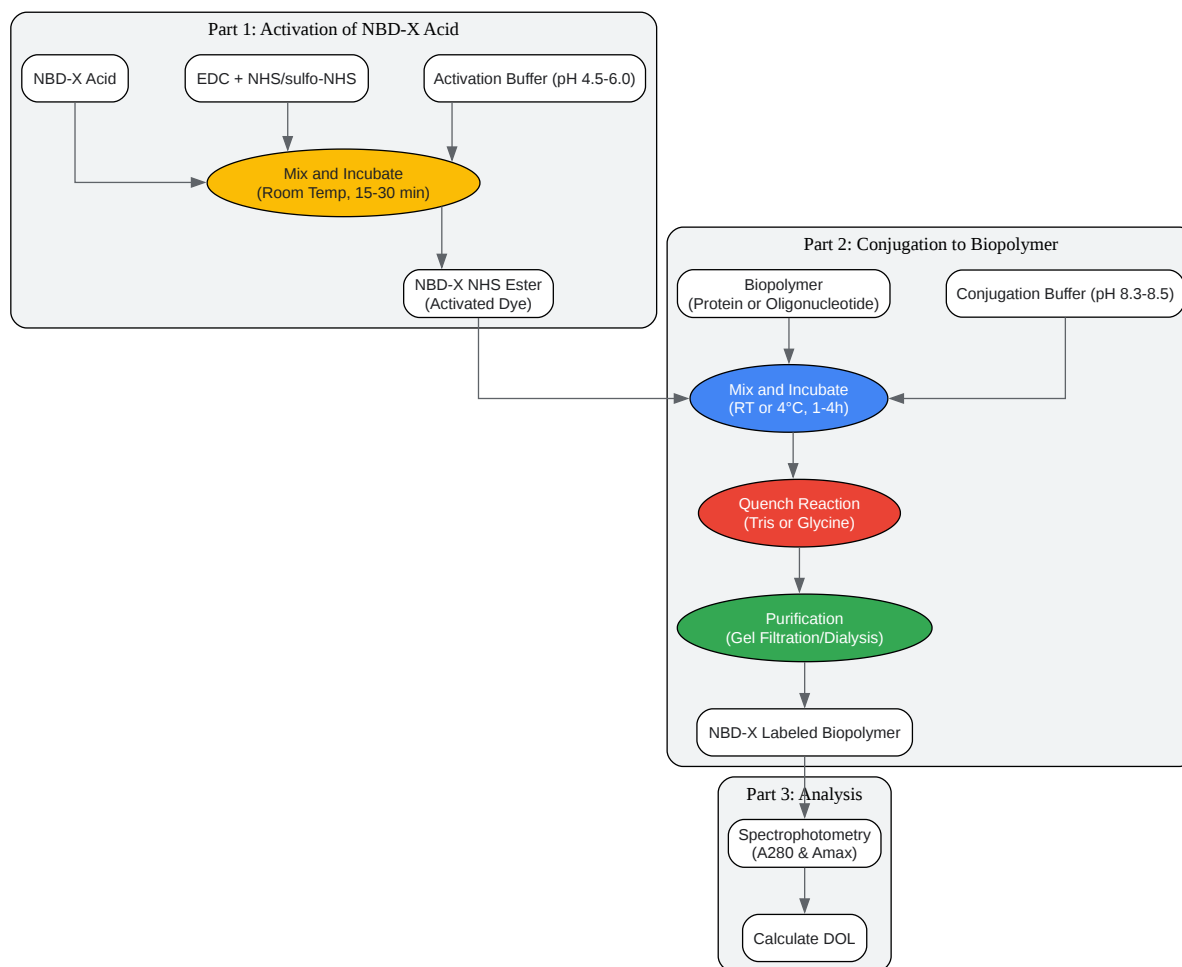 Part 1: Activation of NBD-X Acid
NBD-X Acid
EDC + NHS/sulfo-NHS
Activation Buffer (pH 4.5-6.0)
Mix and Incubate
(Room Temp, 15-30 min)
NBD-X NHS Ester
(Activated Dye)
Part 2: Conjugation to Biopolymer
Biopolymer
(Protein or Oligonucleotide)
Conjugation Buffer (pH 8.3-8.5)
Mix and Incubate
(RT or 4°C, 1-4h)
Quench Reaction
(Tris or Glycine)
Purification
(Gel Filtration/Dialysis)
NBD-X Labeled Biopolymer
Part 3: Analysis
Spectrophotometry
(A280 & Amax)
Calculate DOL